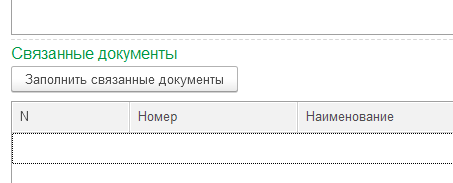 Связанные документы
Заполнить связанные документы
N Номер Наименование